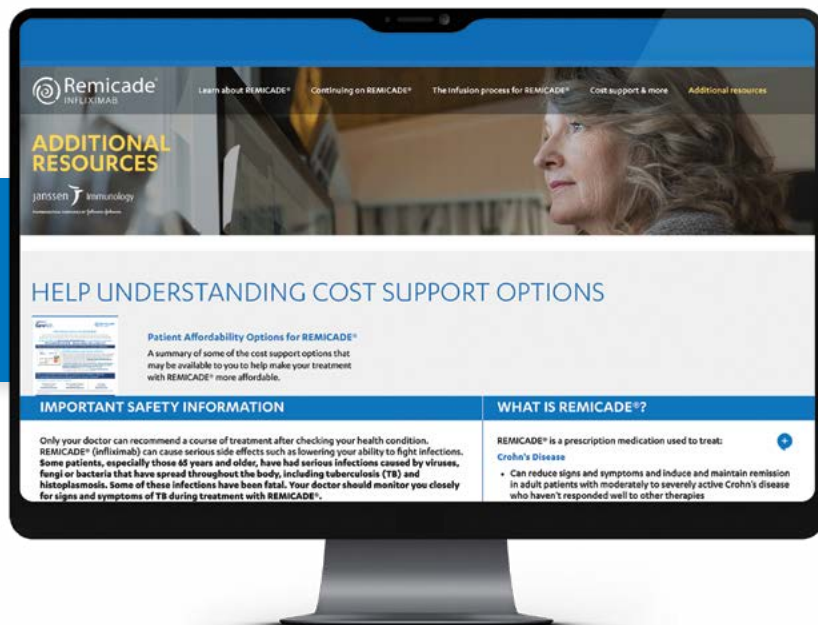 Remicade®
INFLIXIMAB
Learn about REMICADE® Continuing on REMICADE® The Infusion process for REMICADE® Cost support & more Additional resources
ADDITIONAL
RESOURCES
janssen immunology
HELP UNDERSTANDING COST SUPPORT OPTIONS
Patient Affordability Options for REMICADE®
A summary of some of the cost support options that
may be available to you to help make your treatment
with REMICADE® more affordable.
IMPORTANT SAFETY INFORMATION
Only your doctor can recommend a course of treatment after checking your health condition.
REMICADE® (infliximab) can cause serious side effects such as lowering your ability to fight infections.
Some patients, especially those 65 years and older, have had serious infections caused by viruses,
fungi or bacteria that have spread throughout the body, including tuberculosis (TB) and
histoplasmosis. Some of these infections have been fatal. Your doctor should monitor you closely
for signs and symptoms of TB during treatment with REMICADE®.
WHAT IS REMICADE®?
REMICADE® is a prescription medication used to treat:
Crohn's Disease
• Can reduce signs and symptoms and induce and maintain remission
in adult patients with moderately to severely active Crohn's disease
who haven't responded well to other therapies